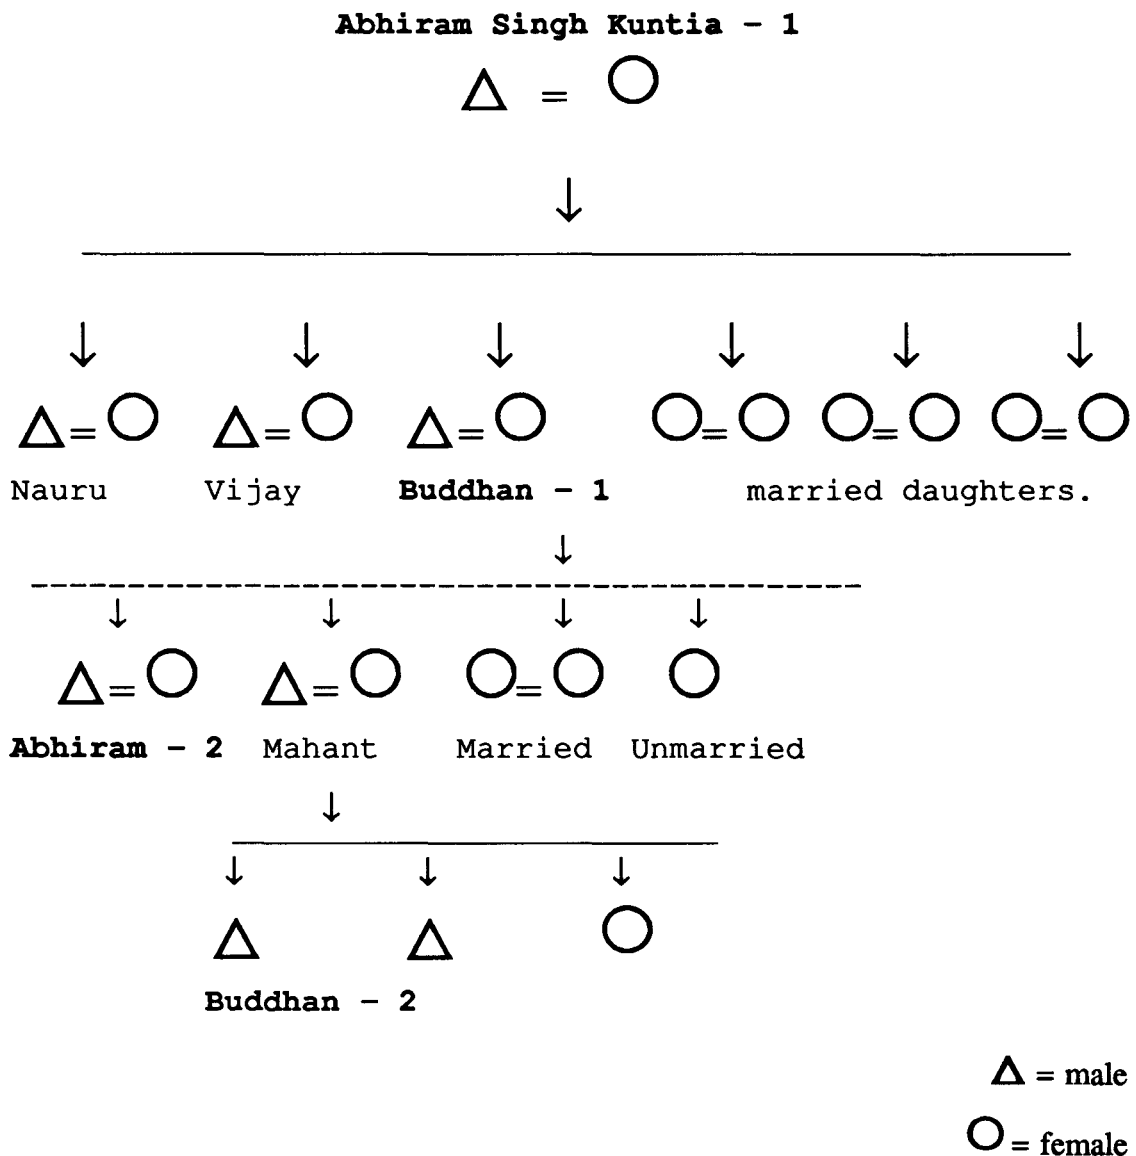 Abhiram Singh Kuntia - 1
=
= = = = = =
Nauru Vijay Buddhan - 1 married daughters.
= = =
Abhiram - 2 Mahant Married Unmarried
Buddhan - 2
= male
= female